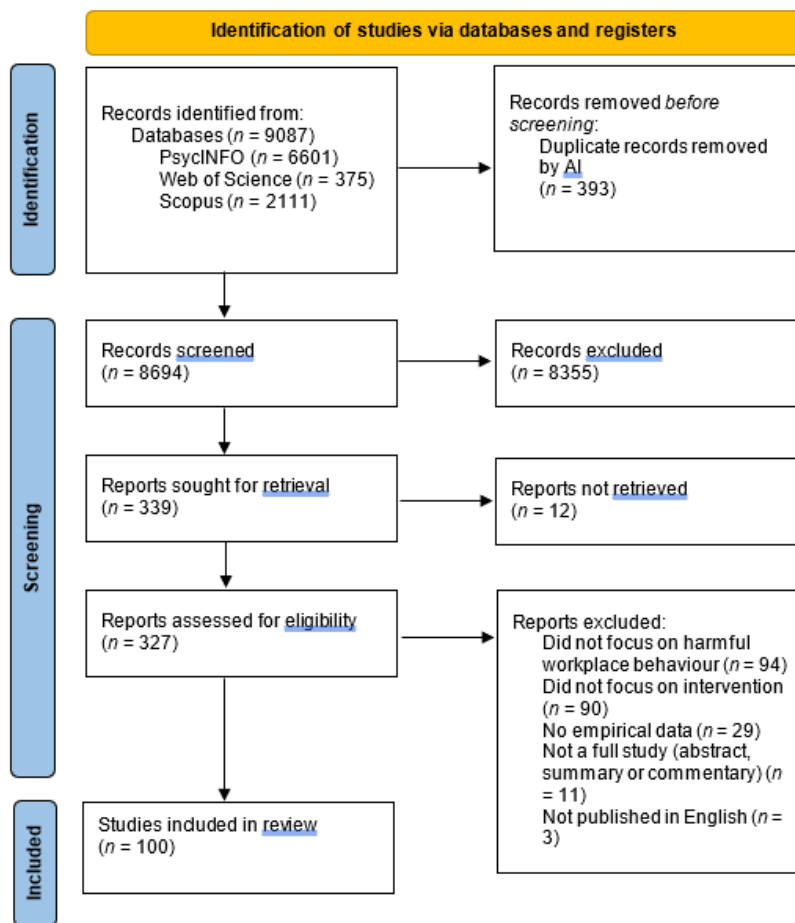 Identification of studies via databases and registers
Identification
Records identified from:
Databases (n = 9087)
PsycINFO (n = 6601)
Web of Science (n = 375)
Scopus (n = 2111)
Records removed before
screening:
Duplicate records removed
by AI
(n = 393)
Screening
Records screened
(n = 8694)
Records excluded
(n = 8355)
Reports sought for retrieval
(n = 339)
Reports not retrieved
(n = 12)
Reports assessed for eligibility
(n = 327)
Reports excluded:
Did not focus on harmful
workplace behaviour (n = 94)
Did not focus on intervention
(n = 90)
No empirical data (n = 29)
Not a full study (abstract,
summary or commentary) (n
= 11)
Not published in English (n =
3)
Included
Studies included in review
(n = 100)